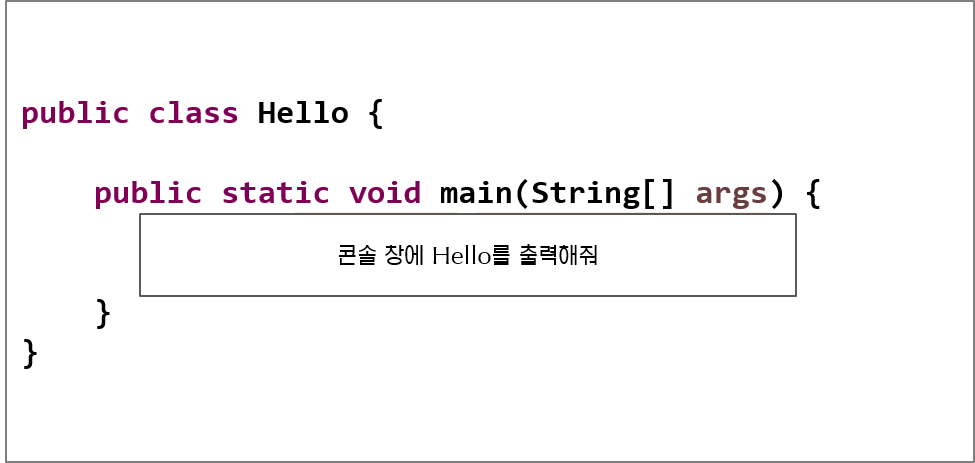 public class Hello {
public static void main(String[] args) {
콘솔 창에 Hello를 출력해줘
}
}